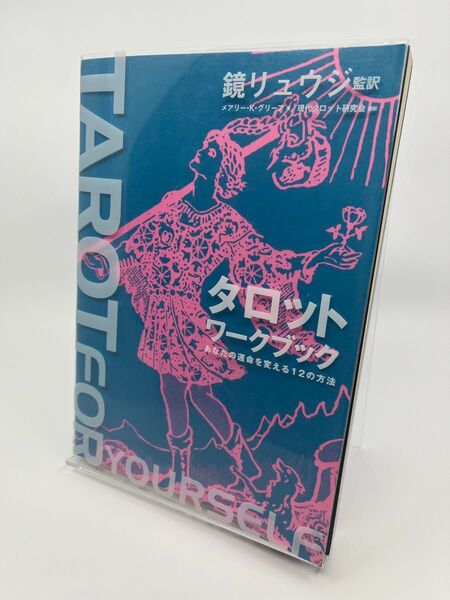 鏡リュウジ 監訳
メアリー・K・グリーア 著 / 現代タロット研究会 翻訳
タロット
ワークブック
あなたの運命を変える12の方法
TAROT FOR
YOURSELF